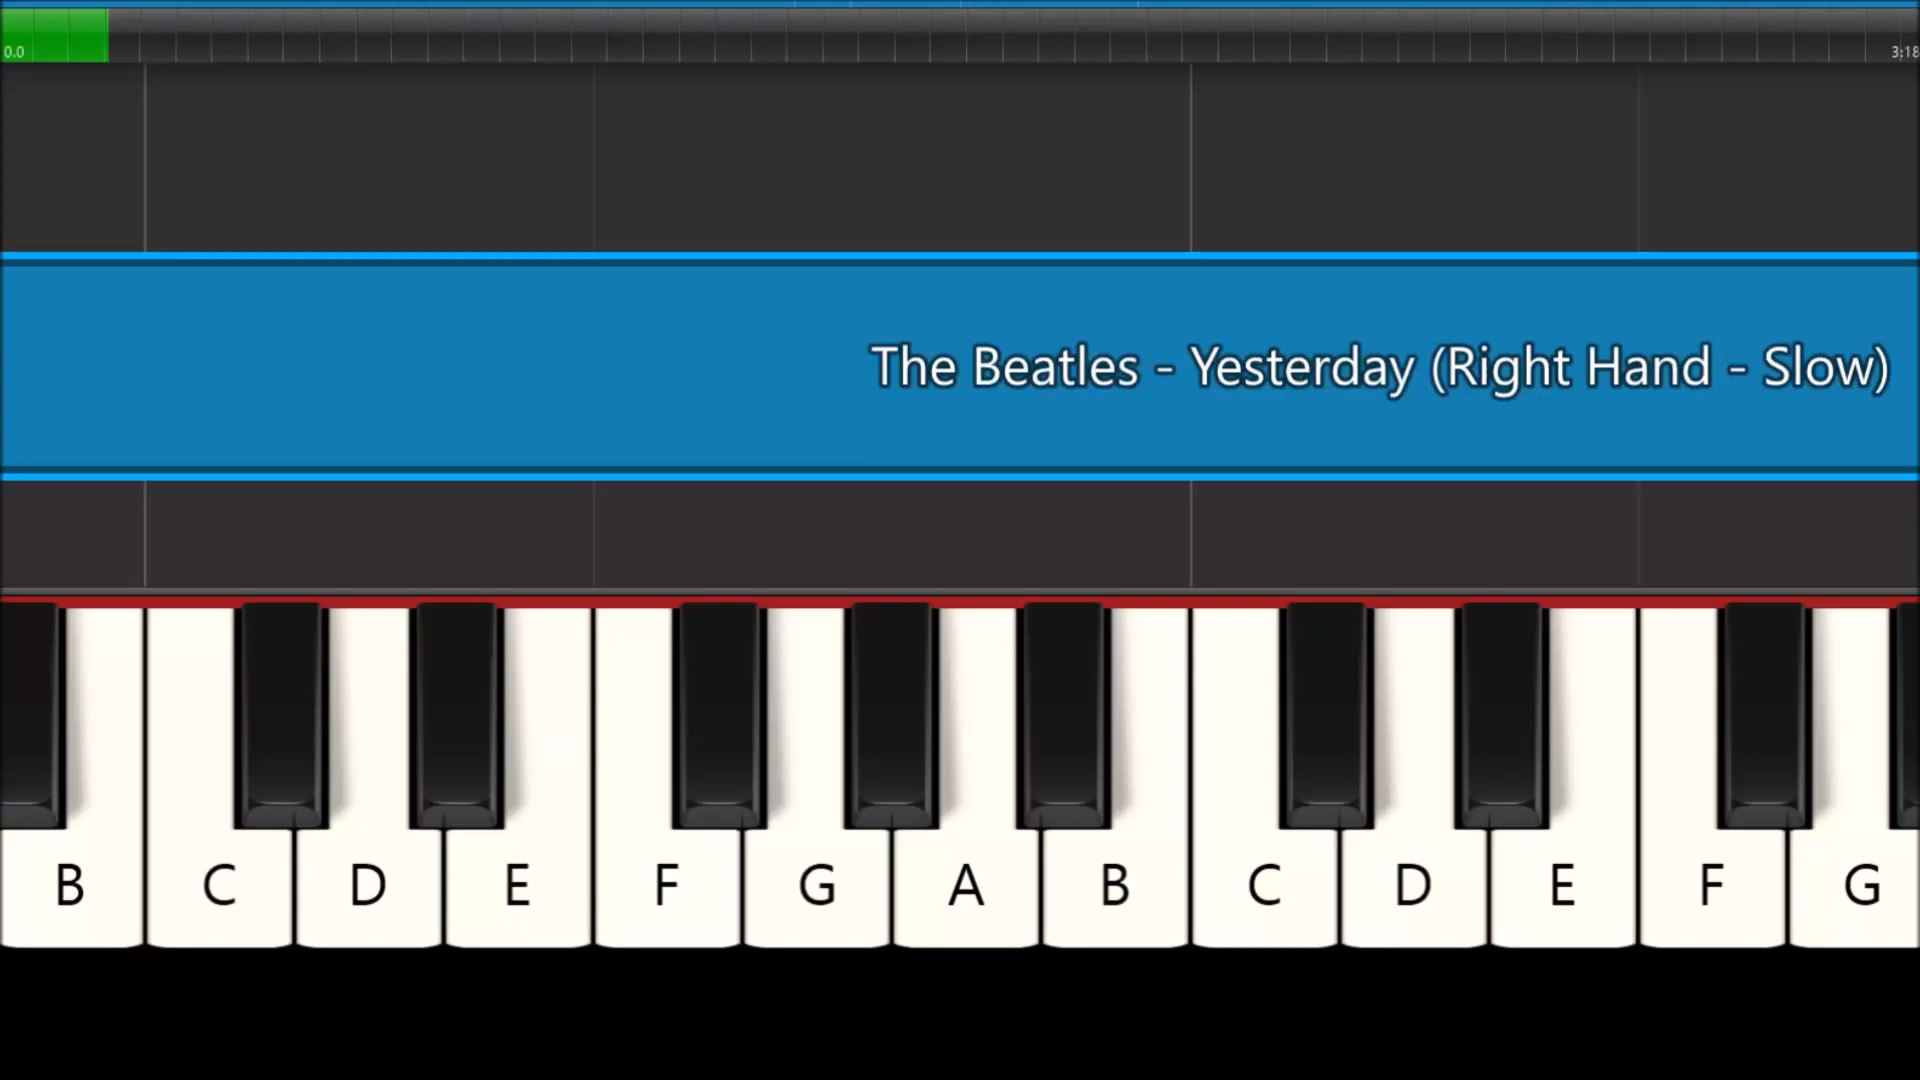 0.0
3:18
The Beatles - Yesterday (Right Hand - Slow)
B C D E F G A B C D E F G